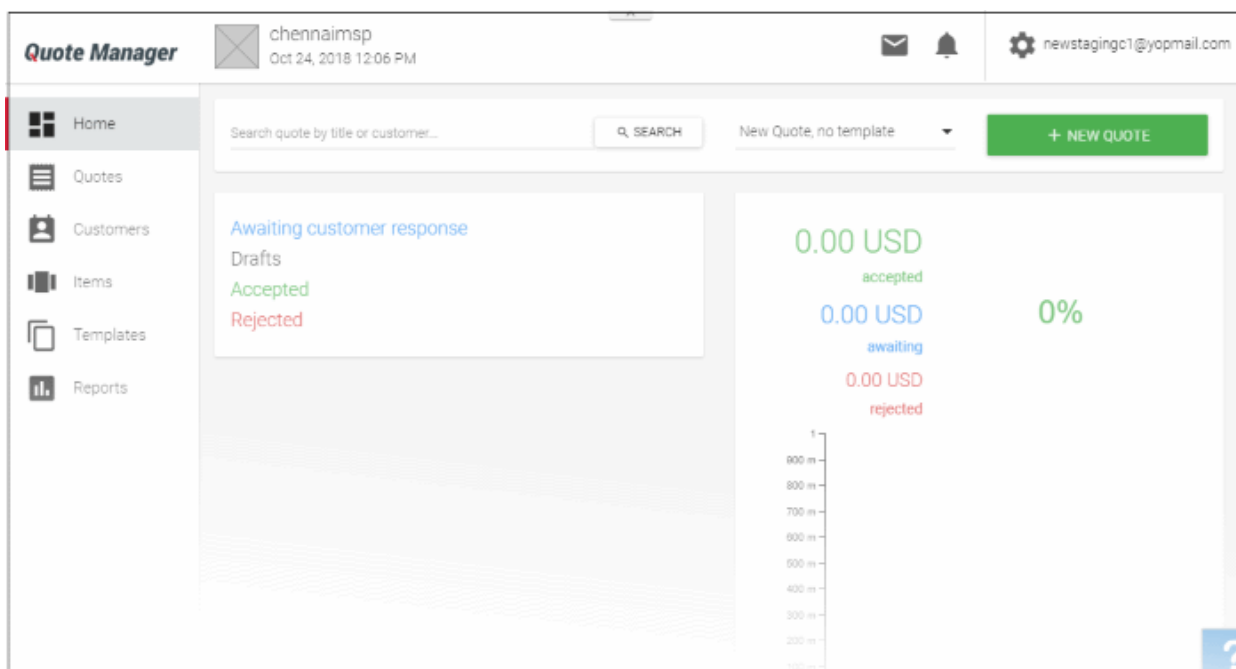 Quote Manager
chennaimsp
Oct 24, 2018 12:06 PM
newstagingc1@yopmail.com
Home
Quotes
Customers
Items
Templates
Reports
Search quote by title or customer...
SEARCH
New Quote, no template
+ NEW QUOTE
Awaiting customer response
Drafts
Accepted
Rejected
0.00 USD
accepted
0.00 USD
awaiting
0.00 USD
rejected
0%
1
900 m
800 m
700 m
600 m
500 m
400 m
300 m
200 m
100 m
?